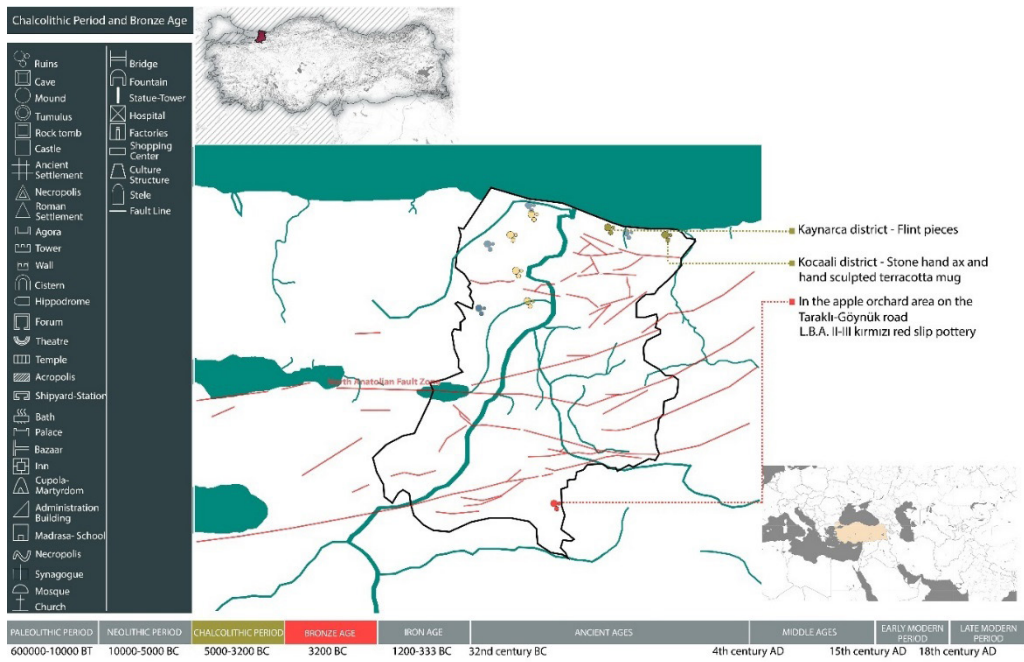 Chalcolithic Period and Bronze Age
Ruins
Cave
Mound
Tumulus
Rock tomb
Castle
Ancient
Settlement
Necropolis
Roman
Settlement
Agora
Tower
Wall
Cistern
Hippodrome
Forum
Theatre
Temple
Acropolis
Shipyard-Station
Bath
Palace
Bazaar
Inn
Cupola-
Martyrdom
Administration
Building
Madrasa- School
Necropolis
Synagogue
Mosque
Church
Bridge
Fountain
Statue-Tower
Hospital
Factories
Shopping
Center
Culture
Structure
Stele
Fault Line
Kaynarca district - Flint pieces
Kocaali district - Stone hand ax and
hand sculpted terracotta mug
In the apple orchard area on the
Taraklı-Göynük road
L.B.A. II-III kırmızı red slip pottery
North Anatolian Fault Zone
PALEOLITHIC PERIOD NEOLITHIC PERIOD CHALCOLITHIC PERIOD BRONZE AGE IRON AGE ANCIENT AGES MIDDLE AGES EARLY MODERN PERIOD LATE MODERN PERIOD
600000-10000 BT 10000-5000 BC 5000-3200 BC 3200 BC 1200-333 BC 32nd century BC 4th century AD 15th century AD 18th century AD